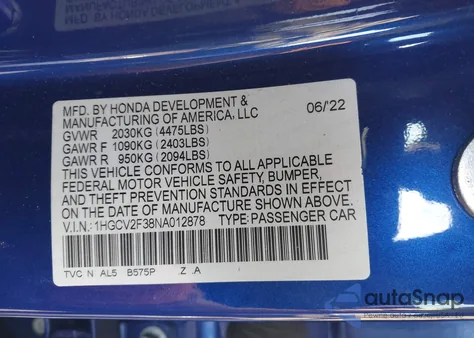 MFD. BY HONDA DEVELOPMENT &
MANUFACTURING OF AMERICA, LLC 06/22
GVWR 2030KG (4475LBS)
GAWR F 1090KG (2403LBS)
GAWR R 950KG (2094LBS)
THIS VEHICLE CONFORMS TO ALL APPLICABLE
FEDERAL MOTOR VEHICLE SAFETY, BUMPER,
AND THEFT PREVENTION STANDARDS IN EFFECT
ON THE DATE OF MANUFACTURE SHOWN ABOVE.
V.I.N.: 1HGCV2F38NA012878 TYPE: PASSENGER CAR
TVC N AL5 B575P .Z .A
autoSnap